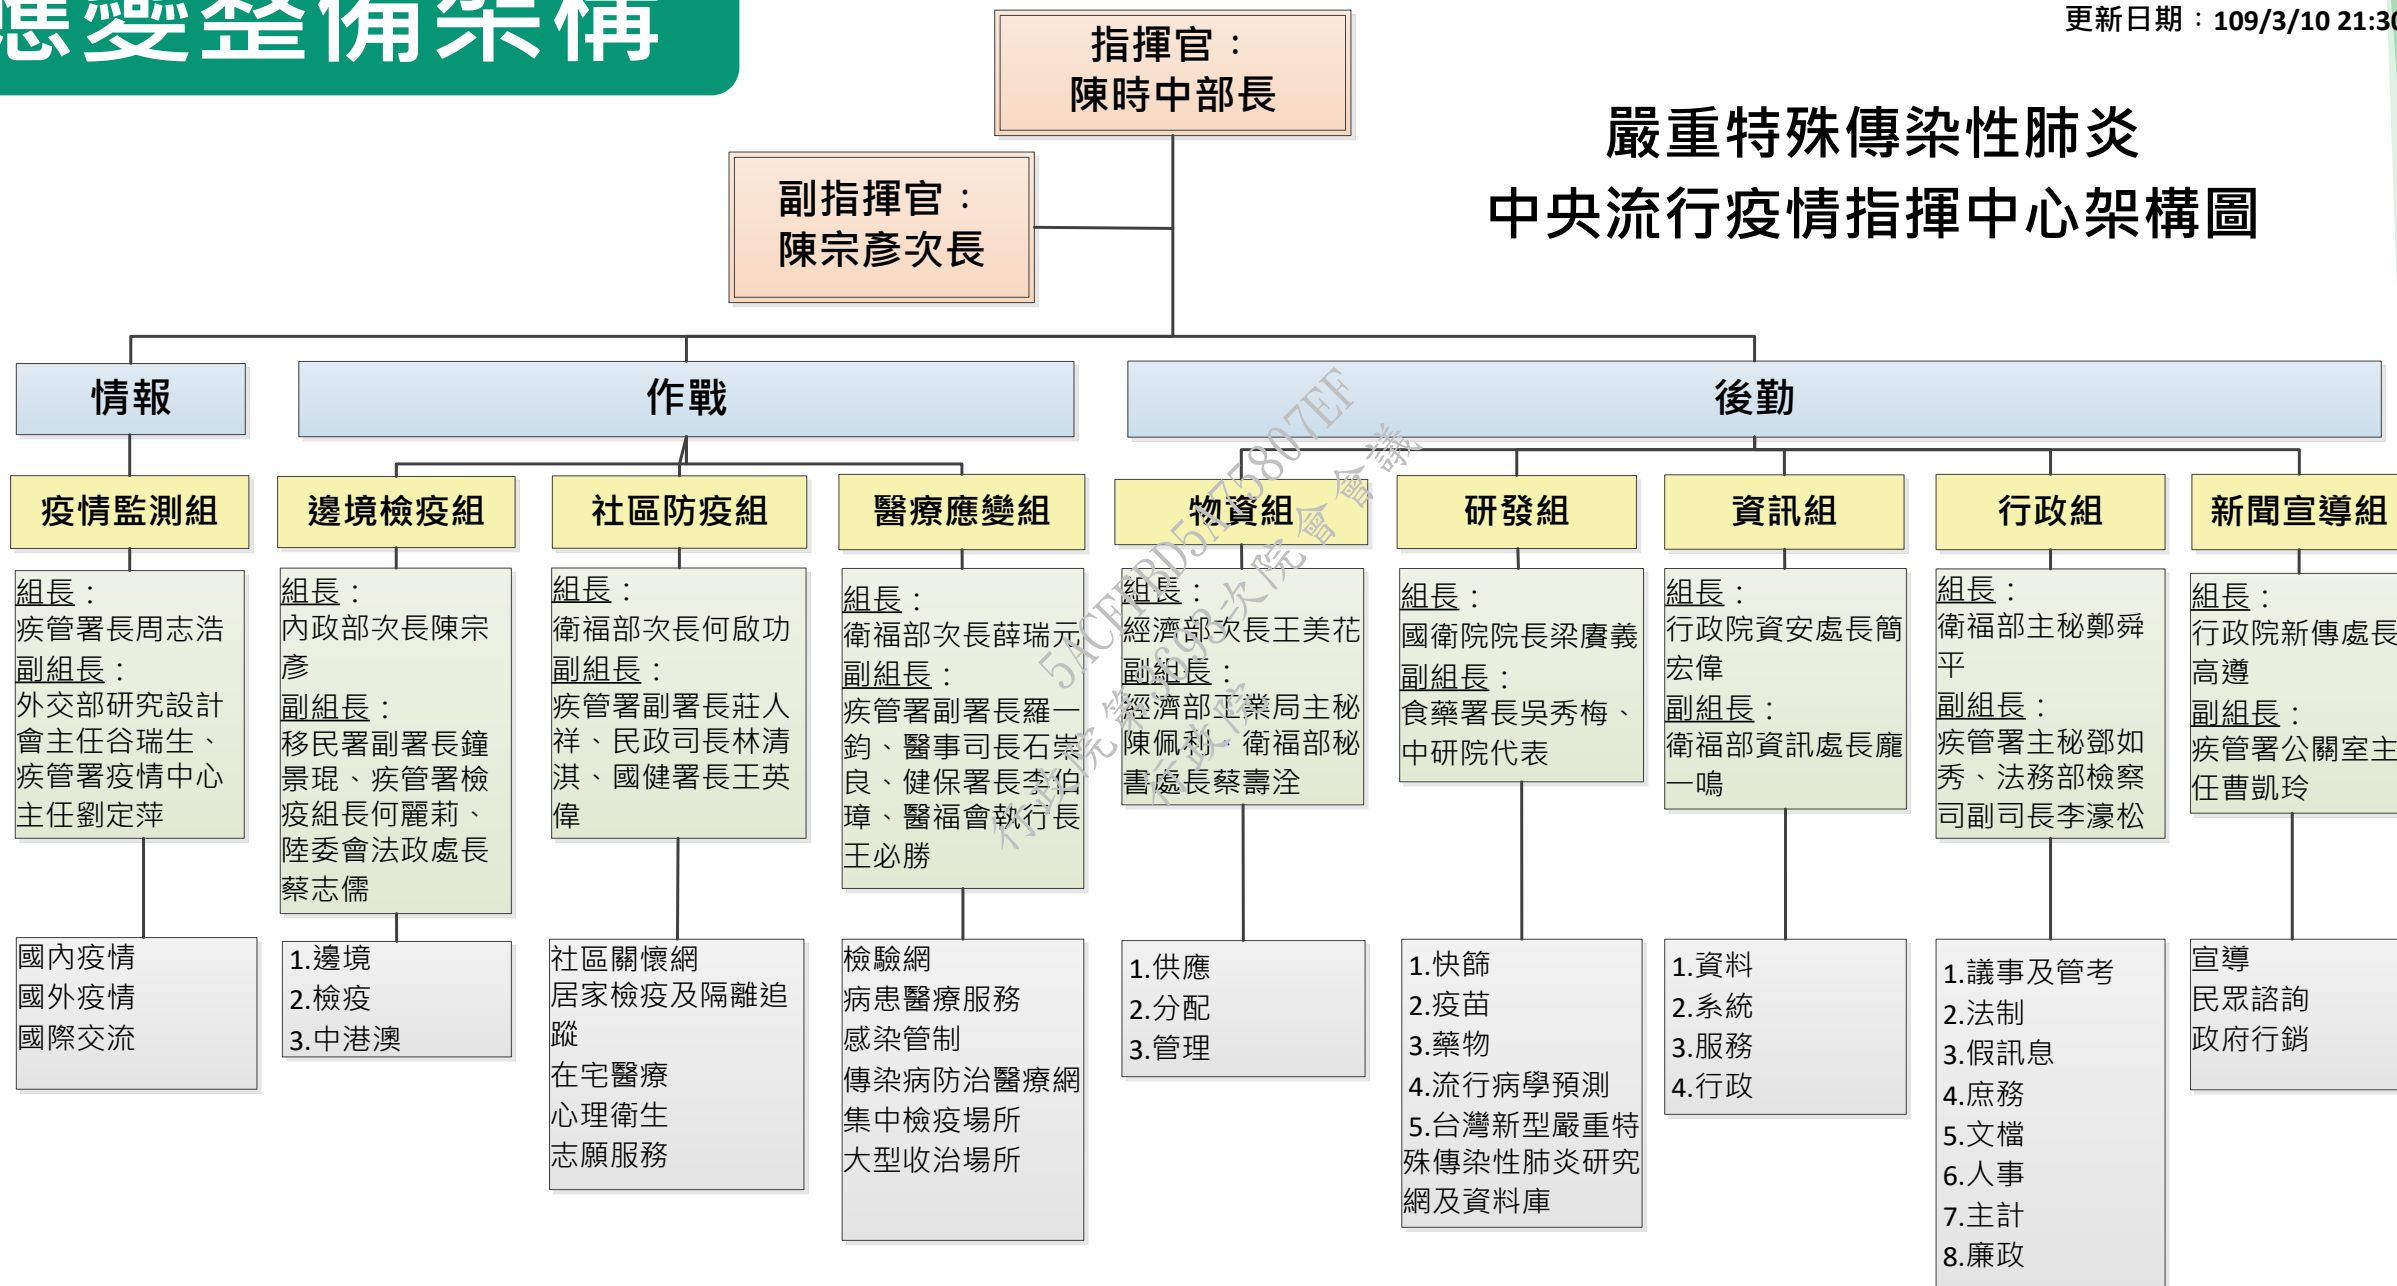 應變整備架構
更新日期：109/3/10 21:30
指揮官：
陳時中部長
嚴重特殊傳染性肺炎
中央流行疫情指揮中心架構圖
副指揮官：
陳宗彥次長
情報
作戰
後勤
疫情監測組
邊境檢疫組
社區防疫組
醫療應變組
物資組
研發組
資訊組
行政組
新聞宣導組
組長：
疾管署長周志浩
副組長：
外交部研究設計
會主任谷瑞生、
疾管署疫情中心
主任劉定萍
組長：
內政部次長陳宗
彥
副組長：
移民署副署長鐘
景琨、疾管署檢
疫組長何麗莉、
陸委會法政處長
蔡志儒
組長：
衛福部次長何啟功
副組長：
疾管署副署長莊人
祥、民政司長林清
淇、國健署長王英
偉
組長：
衛福部次長薛瑞元
副組長：
疾管署副署長羅一
鈞、醫事司長石崇
良、健保署長李伯
璋、醫福會執行長
王必勝
組長：
經濟部次長王美花
副組長：
經濟部工業局主秘
陳佩利、衛福部秘
書處長蔡壽洤
組長：
國衛院院長梁賡義
副組長：
食藥署長吳秀梅、
中研院代表
組長：
行政院資安處長簡
宏偉
副組長：
衛福部資訊處長龐
一鳴
組長：
衛福部主秘鄭舜
平
副組長：
疾管署主秘鄧如
秀、法務部檢察
司副司長李濠松
組長：
行政院新傳處長
高遵
副組長：
疾管署公關室主
任曹凱玲
國內疫情
國外疫情
國際交流
1.邊境
2.檢疫
3.中港澳
社區關懷網
居家檢疫及隔離追
蹤
在宅醫療
心理衛生
志願服務
檢驗網
病患醫療服務
感染管制
傳染病防治醫療網
集中檢疫場所
大型收治場所
1.供應
2.分配
3.管理
1.快篩
2.疫苗
3.藥物
4.流行病學預測
5.台灣新型嚴重特
殊傳染性肺炎研究
網及資料庫
1.資料
2.系統
3.服務
4.行政
1.議事及管考
2.法制
3.假訊息
4.庶務
5.文檔
6.人事
7.主計
8.廉政
宣導
民眾諮詢
政府行銷
行政院第3693次院會會議
行政院